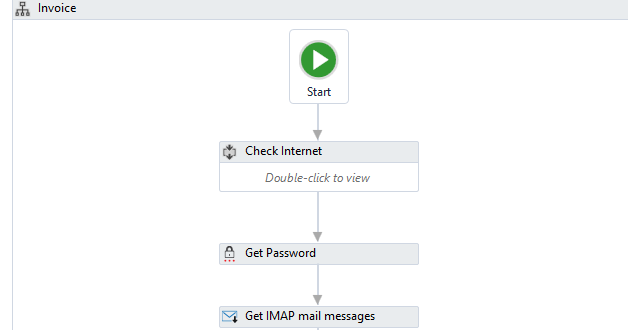 Invoice
Start
Check Internet
Double-click to view
Get Password
Get IMAP mail messages